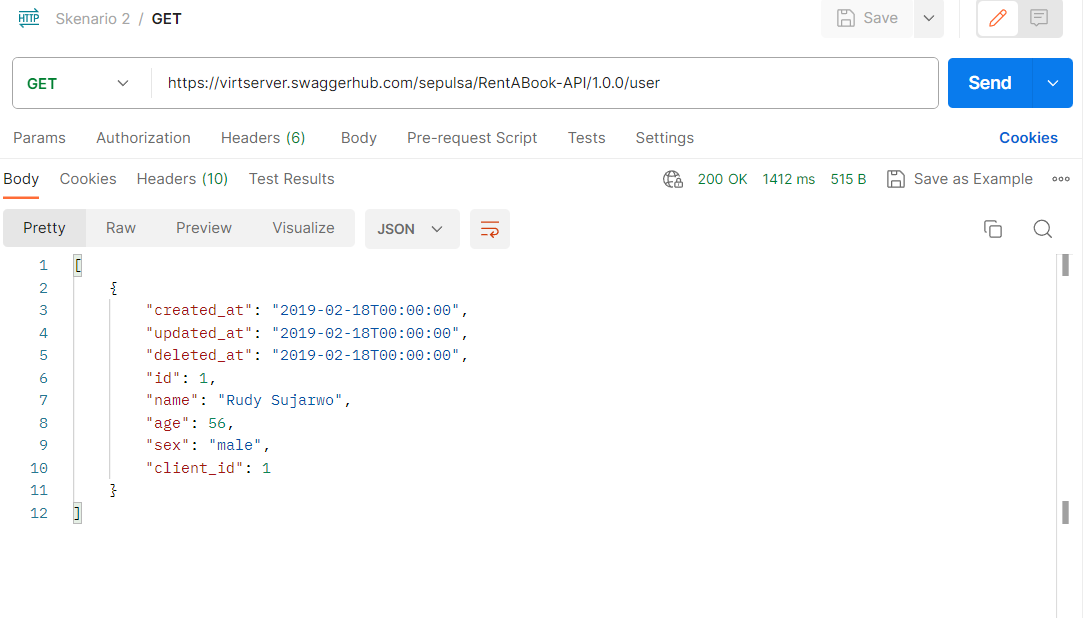 HTTP Skenario 2 / GET Save
GET https://virtserver.swaggerhub.com/sepulsa/RentABook-API/1.0.0/user Send
Params Authorization Headers (6) Body Pre-request Script Tests Settings Cookies
Body Cookies Headers (10) Test Results 200 OK 1412 ms 515 B Save as Example
Pretty Raw Preview Visualize JSON
1 [
2 {
3 "created_at": "2019-02-18T00:00:00",
4 "updated_at": "2019-02-18T00:00:00",
5 "deleted_at": "2019-02-18T00:00:00",
6 "id": 1,
7 "name": "Rudy Sujarwo",
8 "age": 56,
9 "sex": "male",
10 "client_id": 1
11 }
12 ]